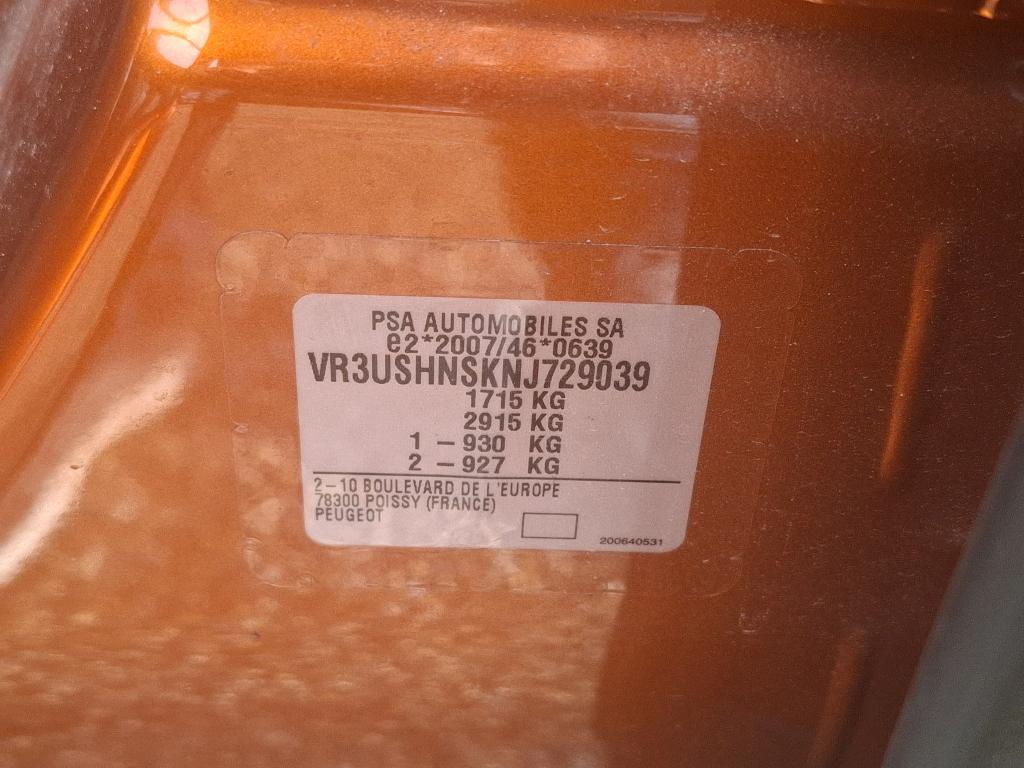 PSA AUTOMOBILES SA
e2*2007/46*0639
VR3USHNSKNJ729039
1715 KG
2915 KG
1 – 930 KG
2 – 927 KG
2–10 BOULEVARD DE L'EUROPE
78300 POISSY (FRANCE)
PEUGEOT
200640531